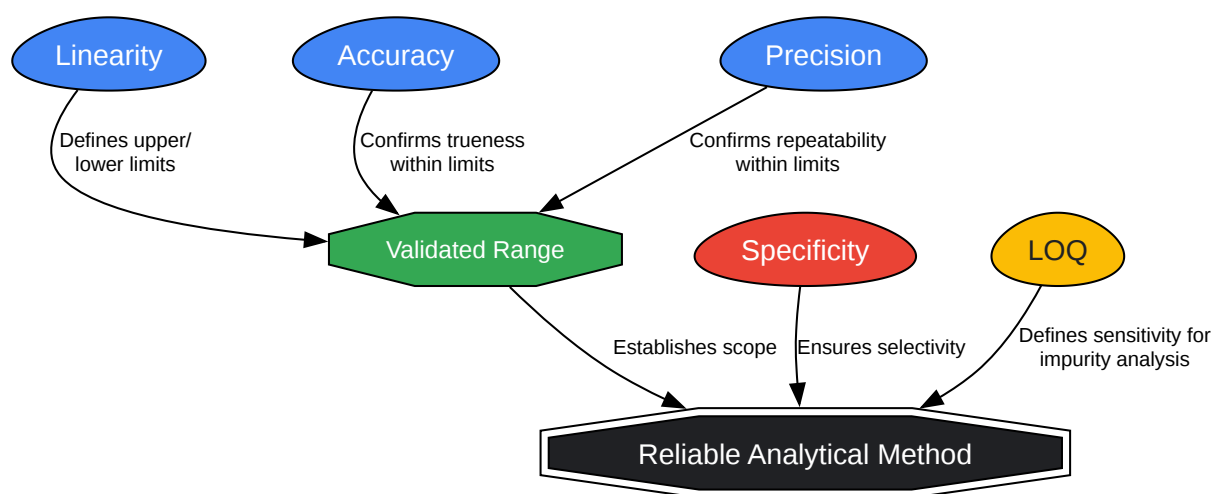 Linearity
Accuracy
Precision
Defines upper/
lower limits
Confirms trueness
within limits
Confirms repeatability
within limits
Validated Range
Specificity
LOQ
Establishes scope
Ensures selectivity
Defines sensitivity for
impurity analysis
Reliable Analytical Method